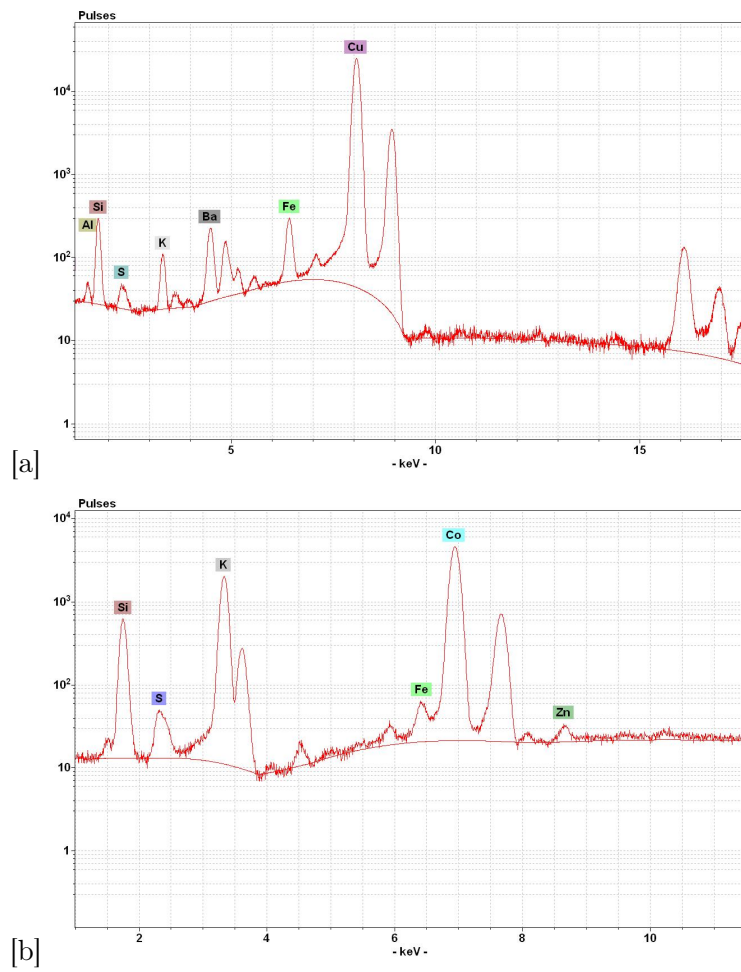 Pulses
Cu
10⁴
10³
Si
Al
Ba
Fe
K
S
10²
10
1
5
10
15
- keV -
[a]
Pulses
10⁴
Co
K
10³
Si
S
Fe
Zn
10²
10
1
2
4
6
8
10
- keV -
[b]